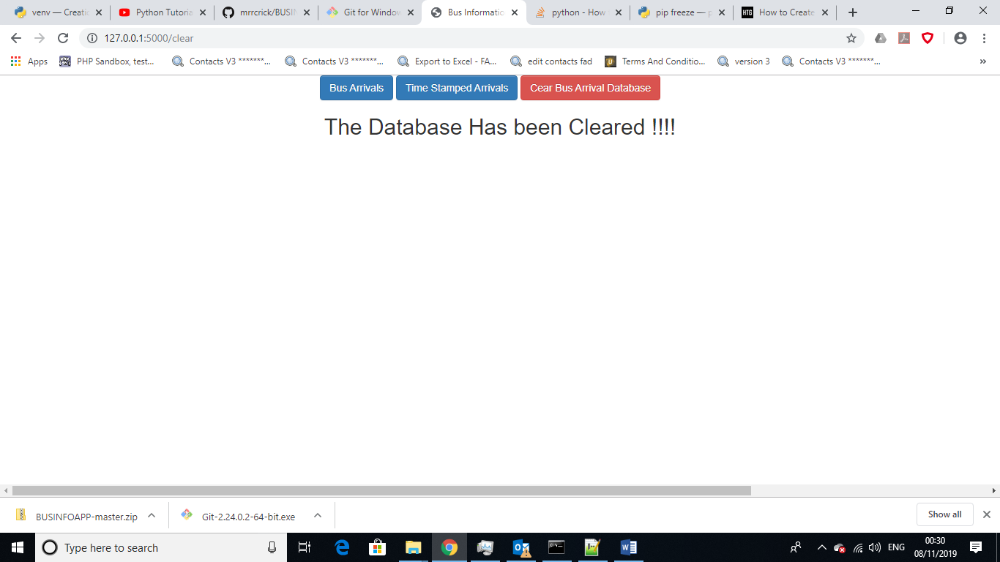 venv — Creatio Python Tutoria mrrcrick/BUSIN Git for Window Bus Informatio python - How pip freeze — p How to Create
127.0.0.1:5000/clear
Apps PHP Sandbox, test... Contacts V3 *******... Contacts V3 *******... Export to Excel - FA... edit contacts fad Terms And Conditio... version 3 Contacts V3 *******... »
Bus Arrivals Time Stamped Arrivals Cear Bus Arrival Database
The Database Has been Cleared !!!!
BUSINFOAPP-master.zip Git-2.24.0.2-64-bit.exe Show all
Type here to search ENG 00:30
08/11/2019